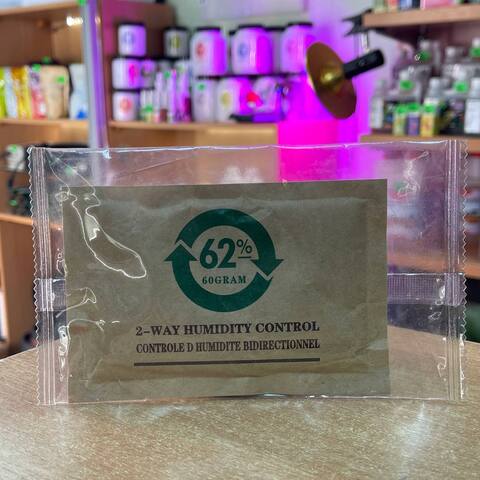 62%
60GRAM
2-WAY HUMIDITY CONTROL
CONTROLE D HUMIDITE BIDIRECTIONNEL